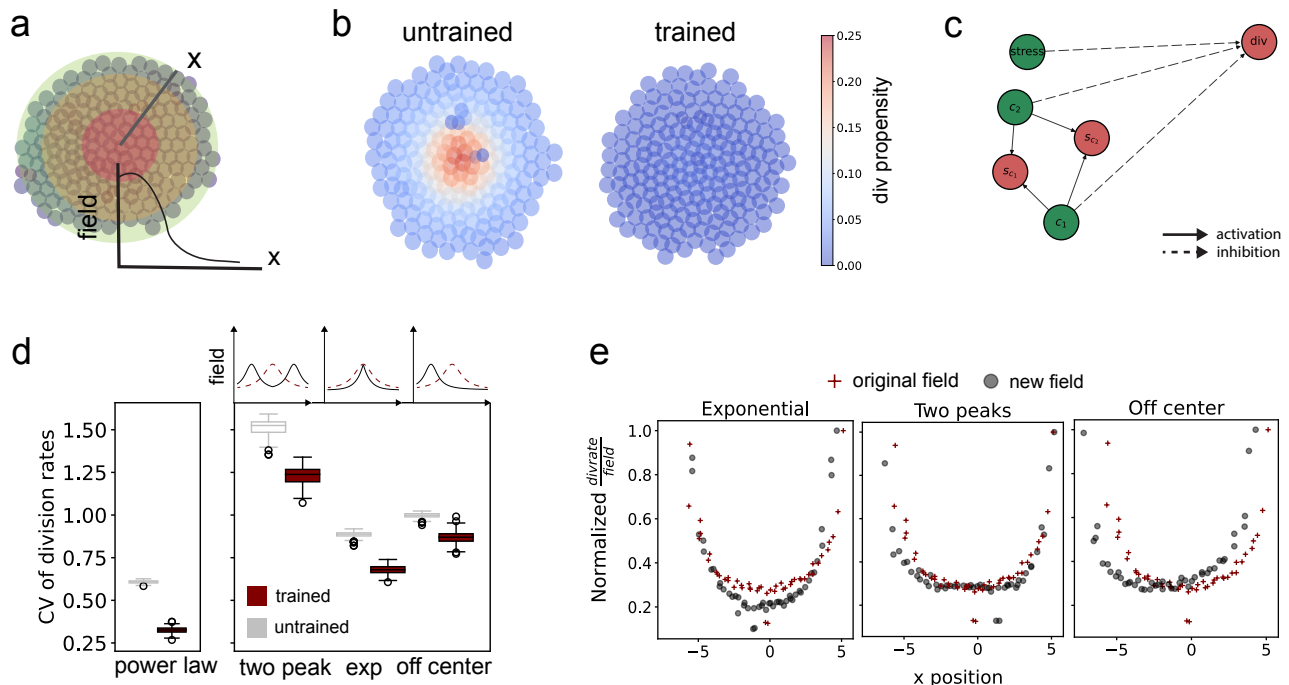 a
x
field
x
b
untrained
trained
0.25
0.20
0.15
0.10
0.05
0.00
div propensity
c
stress
div
c2
sc2
sc1
c1
activation
inhibition
d
field
CV of division rates
1.50
1.25
1.00
0.75
0.50
0.25
trained
untrained
power law
two peak
exp
off center
e
original field
new field
Exponential
Two peaks
Off center
Normalized divrate/field
1.0
0.8
0.6
0.4
0.2
−5
0
5
−5
0
5
−5
0
5
x position